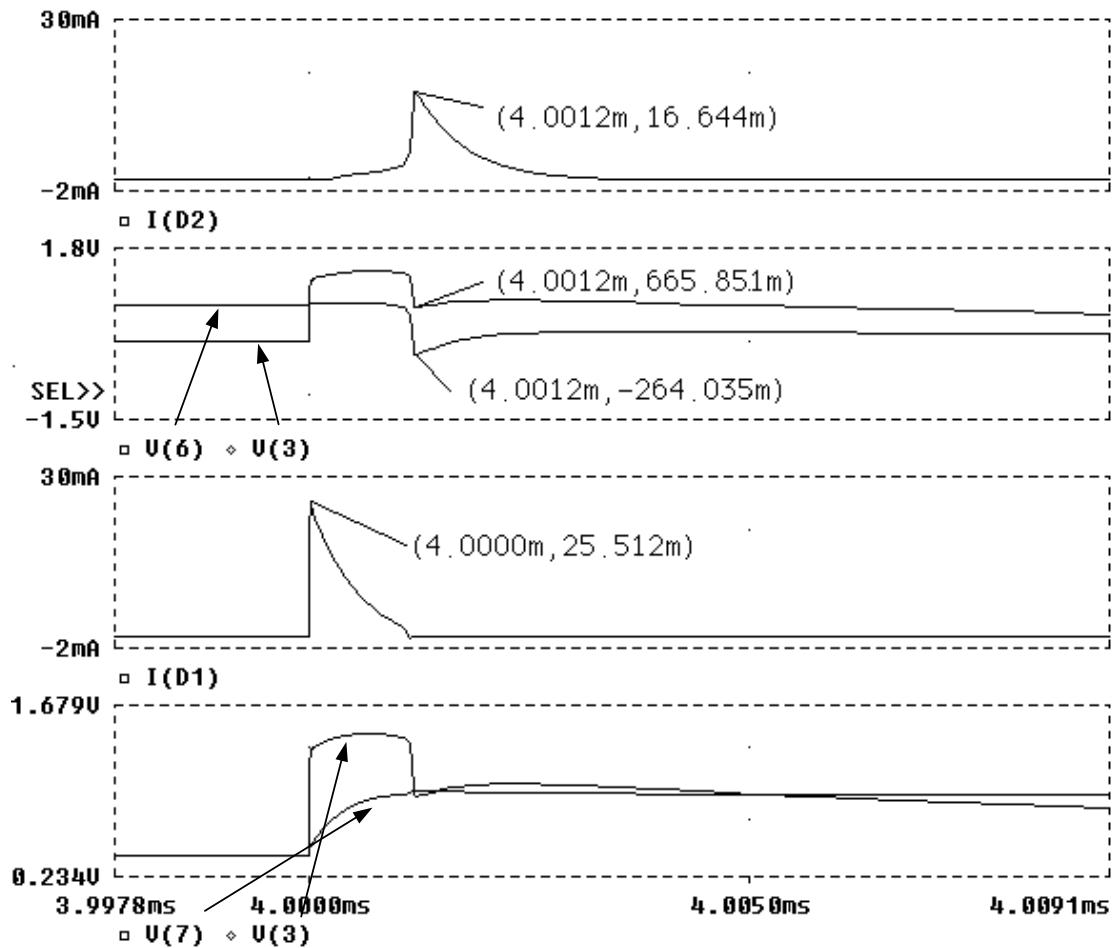 30mA
(4.0012m,16.644m)
-2mA
I(D2)
1.8V
(4.0012m,665.851m)
SEL>>
(4.0012m,-264.035m)
-1.5V
V(6) V(3)
30mA
(4.0000m,25.512m)
-2mA
I(D1)
1.679V
0.234V
3.9978ms 4.0000ms 4.0050ms 4.0091ms
V(7) V(3)